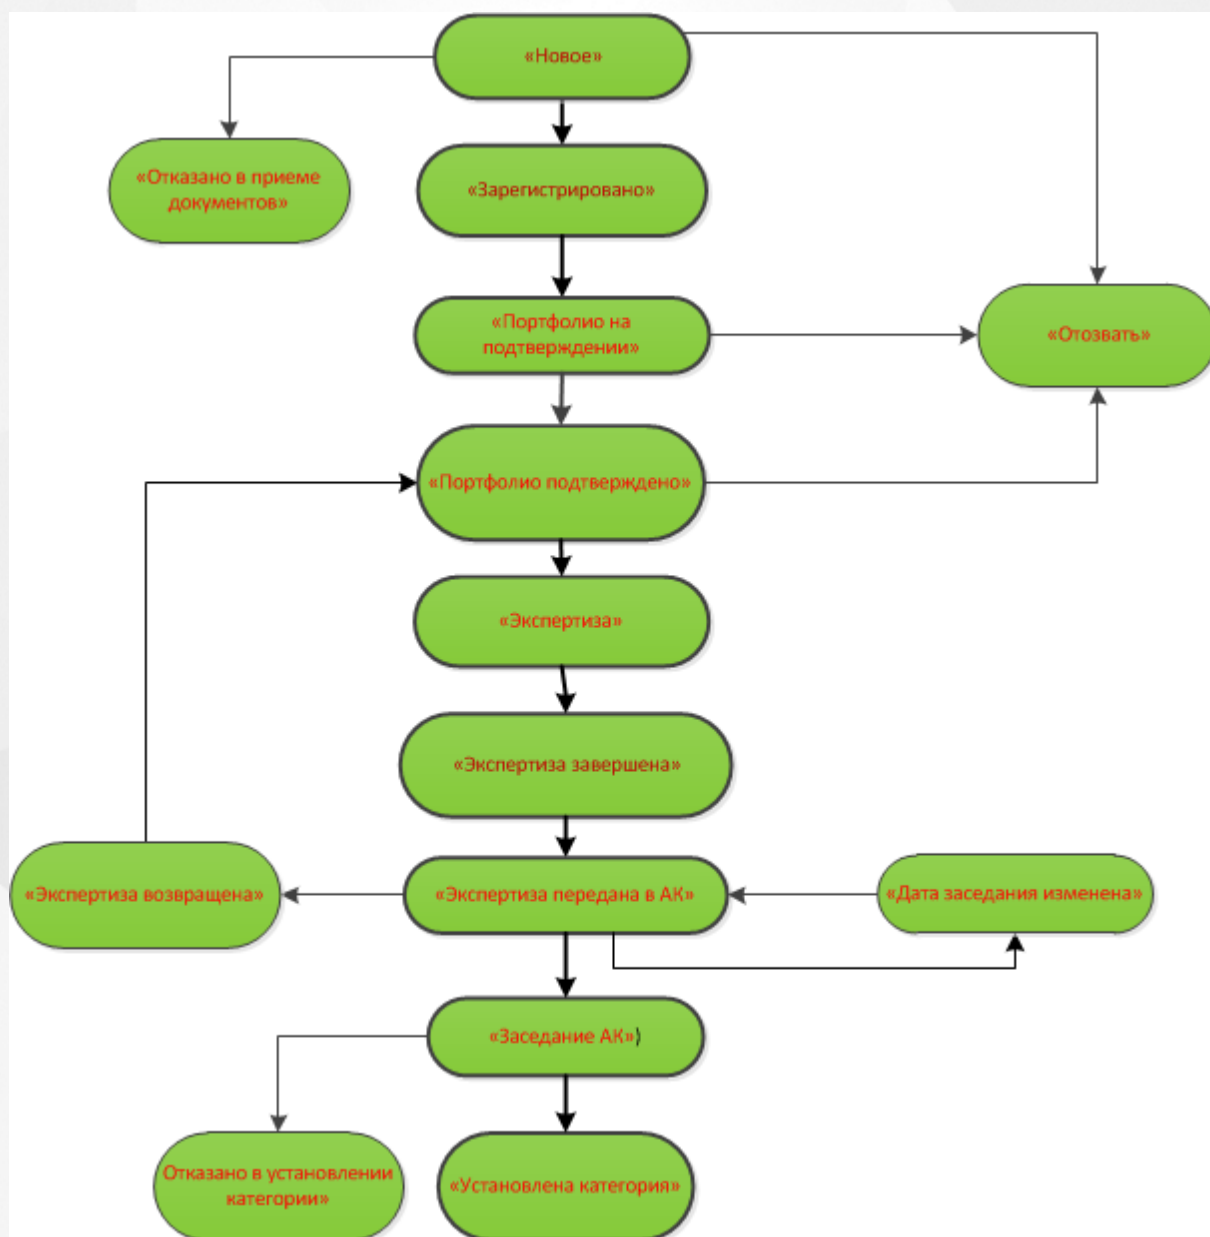 «Новое»
«Отказано в приеме
документов»
«Зарегистрировано»
«Портфолио на
подтверждении»
«Отозвать»
«Портфолио подтверждено»
«Экспертиза»
«Экспертиза завершена»
«Экспертиза возвращена»
«Экспертиза передана в АК»
«Дата заседания изменена»
«Заседание АК»)
Отказано в установлении
категории»
«Установлена категория»